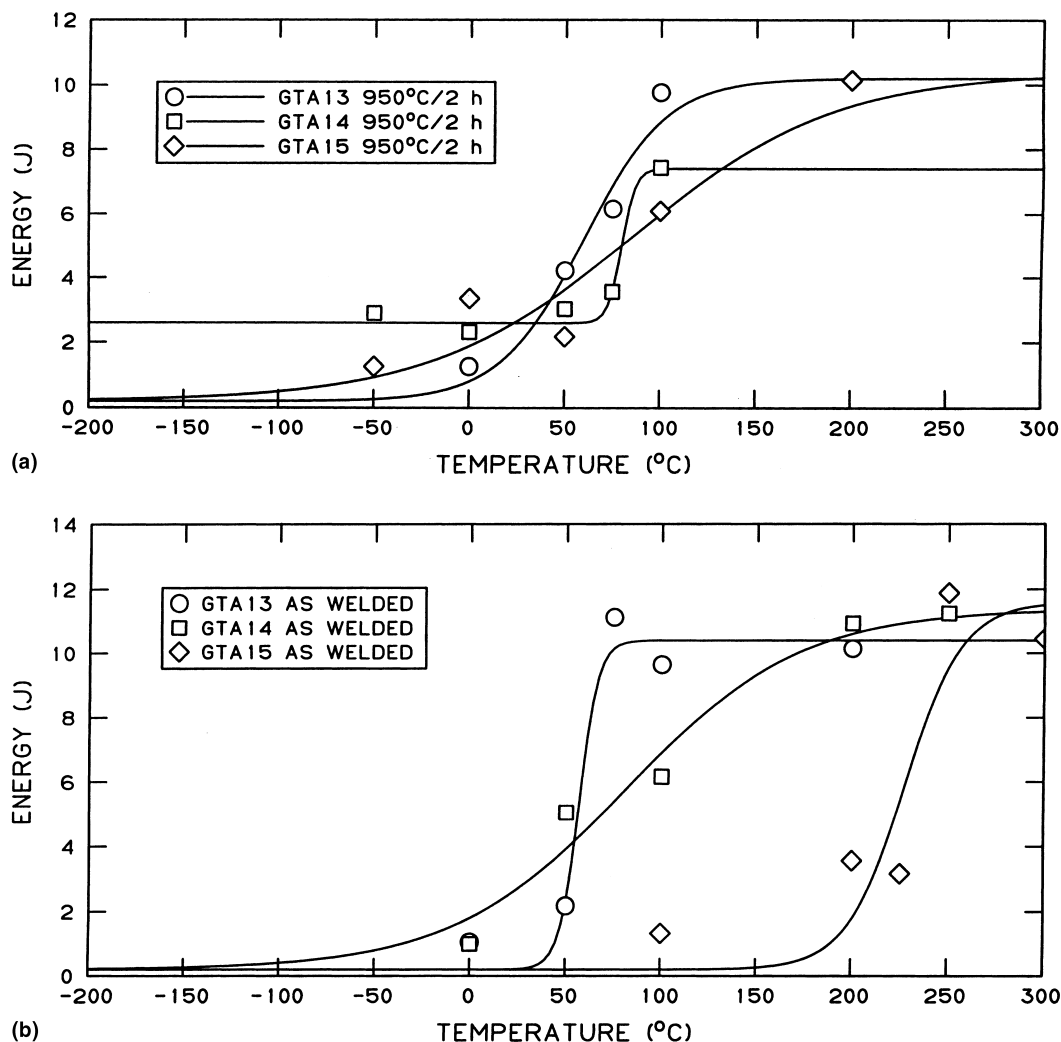 12
10
8
6
4
2
0
ENERGY (J)
GTA13 950°C/2 h
GTA14 950°C/2 h
GTA15 950°C/2 h
-200 -150 -100 -50 0 50 100 150 200 250 300
(a)
TEMPERATURE (°C)
14
12
10
8
6
4
2
0
ENERGY (J)
GTA13 AS WELDED
GTA14 AS WELDED
GTA15 AS WELDED
-200 -150 -100 -50 0 50 100 150 200 250 300
(b)
TEMPERATURE (°C)